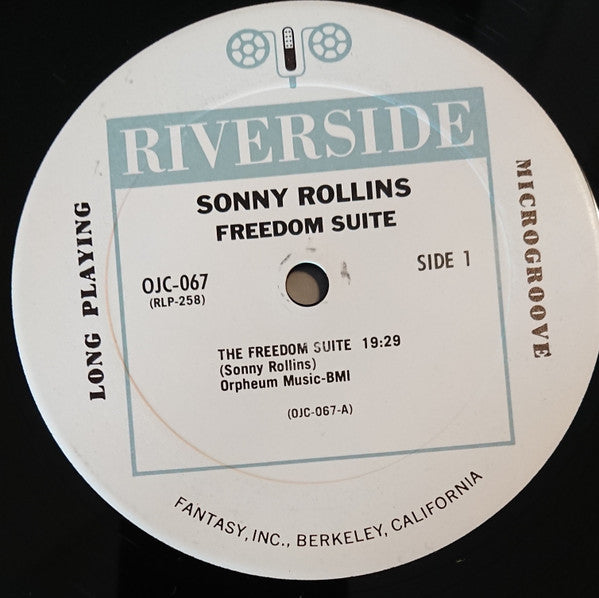 RIVERSIDE
SONNY ROLLINS
FREEDOM SUITE
OJC-067
(RLP-258)
SIDE 1
LONG PLAYING
MICROGROOVE
THE FREEDOM SUITE 19:29
(Sonny Rollins)
Orpheum Music-BMI
(OJC-067-A)
FANTASY, INC., BERKELEY, CALIFORNIA